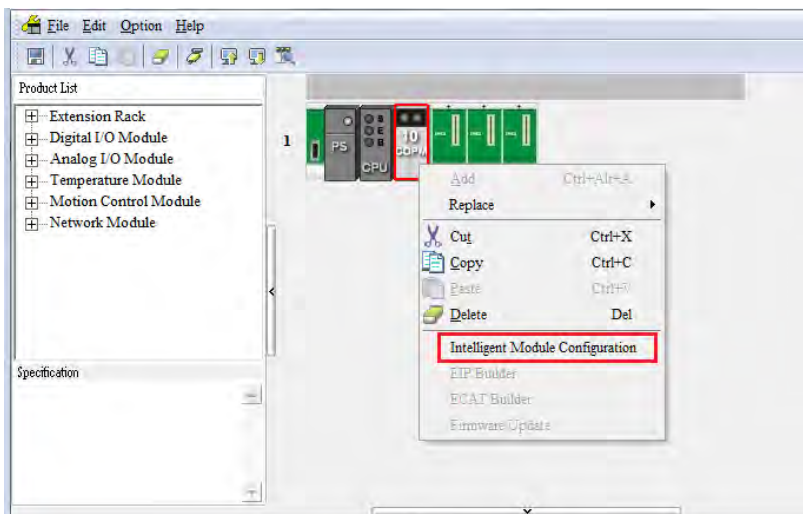 File Edit Option Help
Product List
Extension Rack
Digital I/O Module
Analog I/O Module
Temperature Module
Motion Control Module
Network Module
1
PS
CPU
10
COPM
Add Ctrl+Alt+A
Replace
Cut Ctrl+X
Copy Ctrl+C
Paste
Delete Del
Intelligent Module Configuration
EIP Builder
ECAT Builder
Firmware Update
Specification